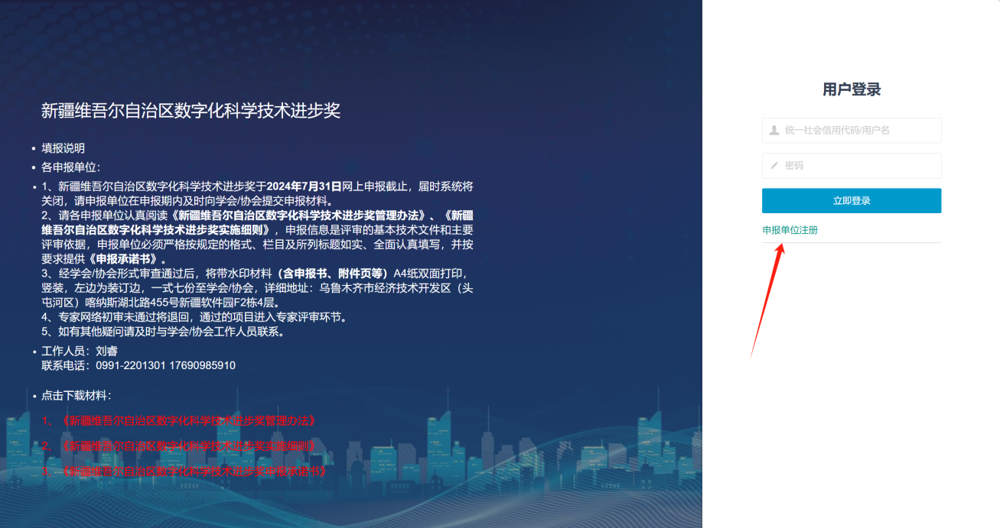 新疆维吾尔自治区数字化科学技术进步奖
填报说明
各申报单位：
1、新疆维吾尔自治区数字化科学技术进步奖于2024年7月31日网上申报截止，届时系统将
关闭，请申报单位在申报期内及时向学会/协会提交申报材料。
2、请各申报单位认真阅读《新疆维吾尔自治区数字化科学技术进步奖管理办法》、《新疆
维吾尔自治区数字化科学技术进步奖实施细则》，申报信息是评审的基本技术文件和主要
评审依据，申报单位必须严格按规定的格式、栏目及所列标题如实、全面认真填写，并按
要求提供《申报承诺书》。
3、经学会/协会形式审查通过后，将带水印材料（含申报书、附件页等）A4纸双面打印，
竖装，左边为装订边，一式七份至学会/协会，详细地址：乌鲁木齐市经济技术开发区（头
屯河区）喀纳斯湖北路455号新疆软件园F2栋4层。
4、专家网络初审未通过将退回，通过的项目进入专家评审环节。
5、如有其他疑问请及时与学会/协会工作人员联系。
工作人员：刘睿
联系电话：0991-2201301 17690985910
点击下载材料：
1、《新疆维吾尔自治区数字化科学技术进步奖管理办法》
2、《新疆维吾尔自治区数字化科学技术进步奖实施细则》
3、《新疆维吾尔自治区数字化科学技术进步奖申报承诺书》
用户登录
统一社会信用代码/用户名
密码
立即登录
申报单位注册